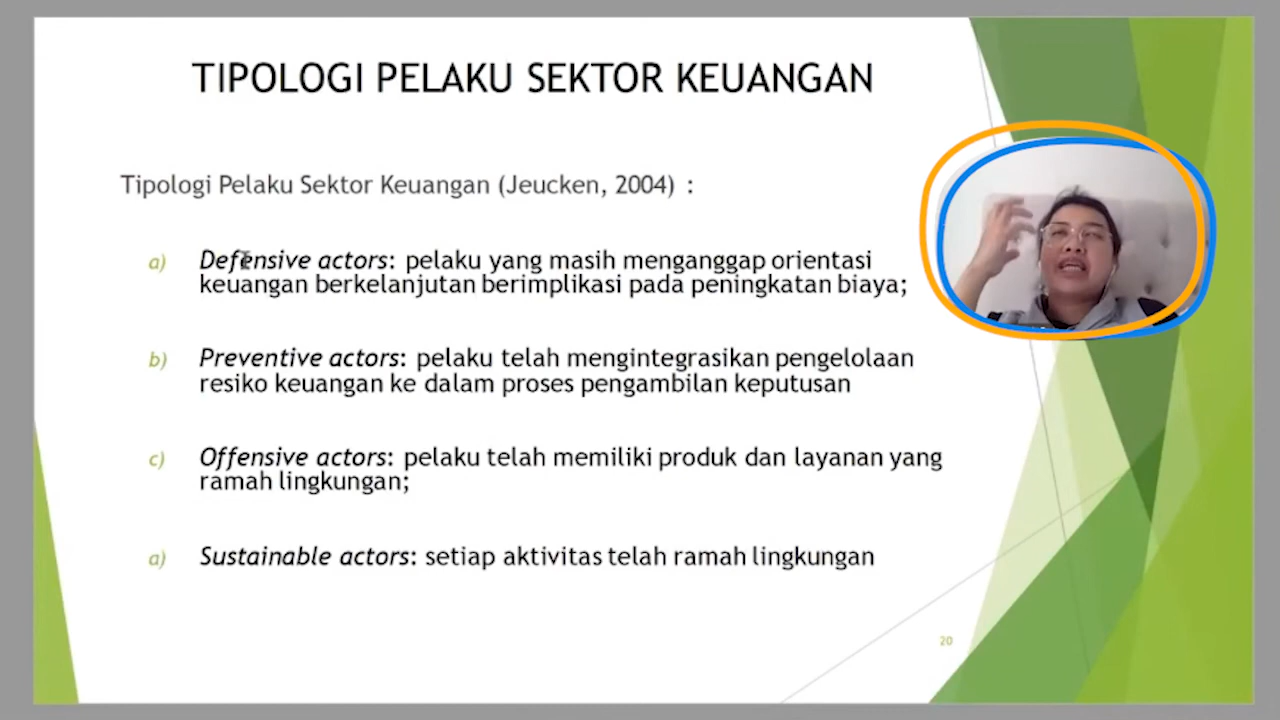 TIPOLOGI PELAKU SEKTOR KEUANGAN
Tipologi Pelaku Sektor Keuangan (Jeucken, 2004) :
a) Defensive actors: pelaku yang masih menganggap orientasi
keuangan berkelanjutan berimplikasi pada peningkatan biaya;
b) Preventive actors: pelaku telah mengintegrasikan pengelolaan
resiko keuangan ke dalam proses pengambilan keputusan
c) Offensive actors: pelaku telah memiliki produk dan layanan yang
ramah lingkungan;
a) Sustainable actors: setiap aktivitas telah ramah lingkungan
20